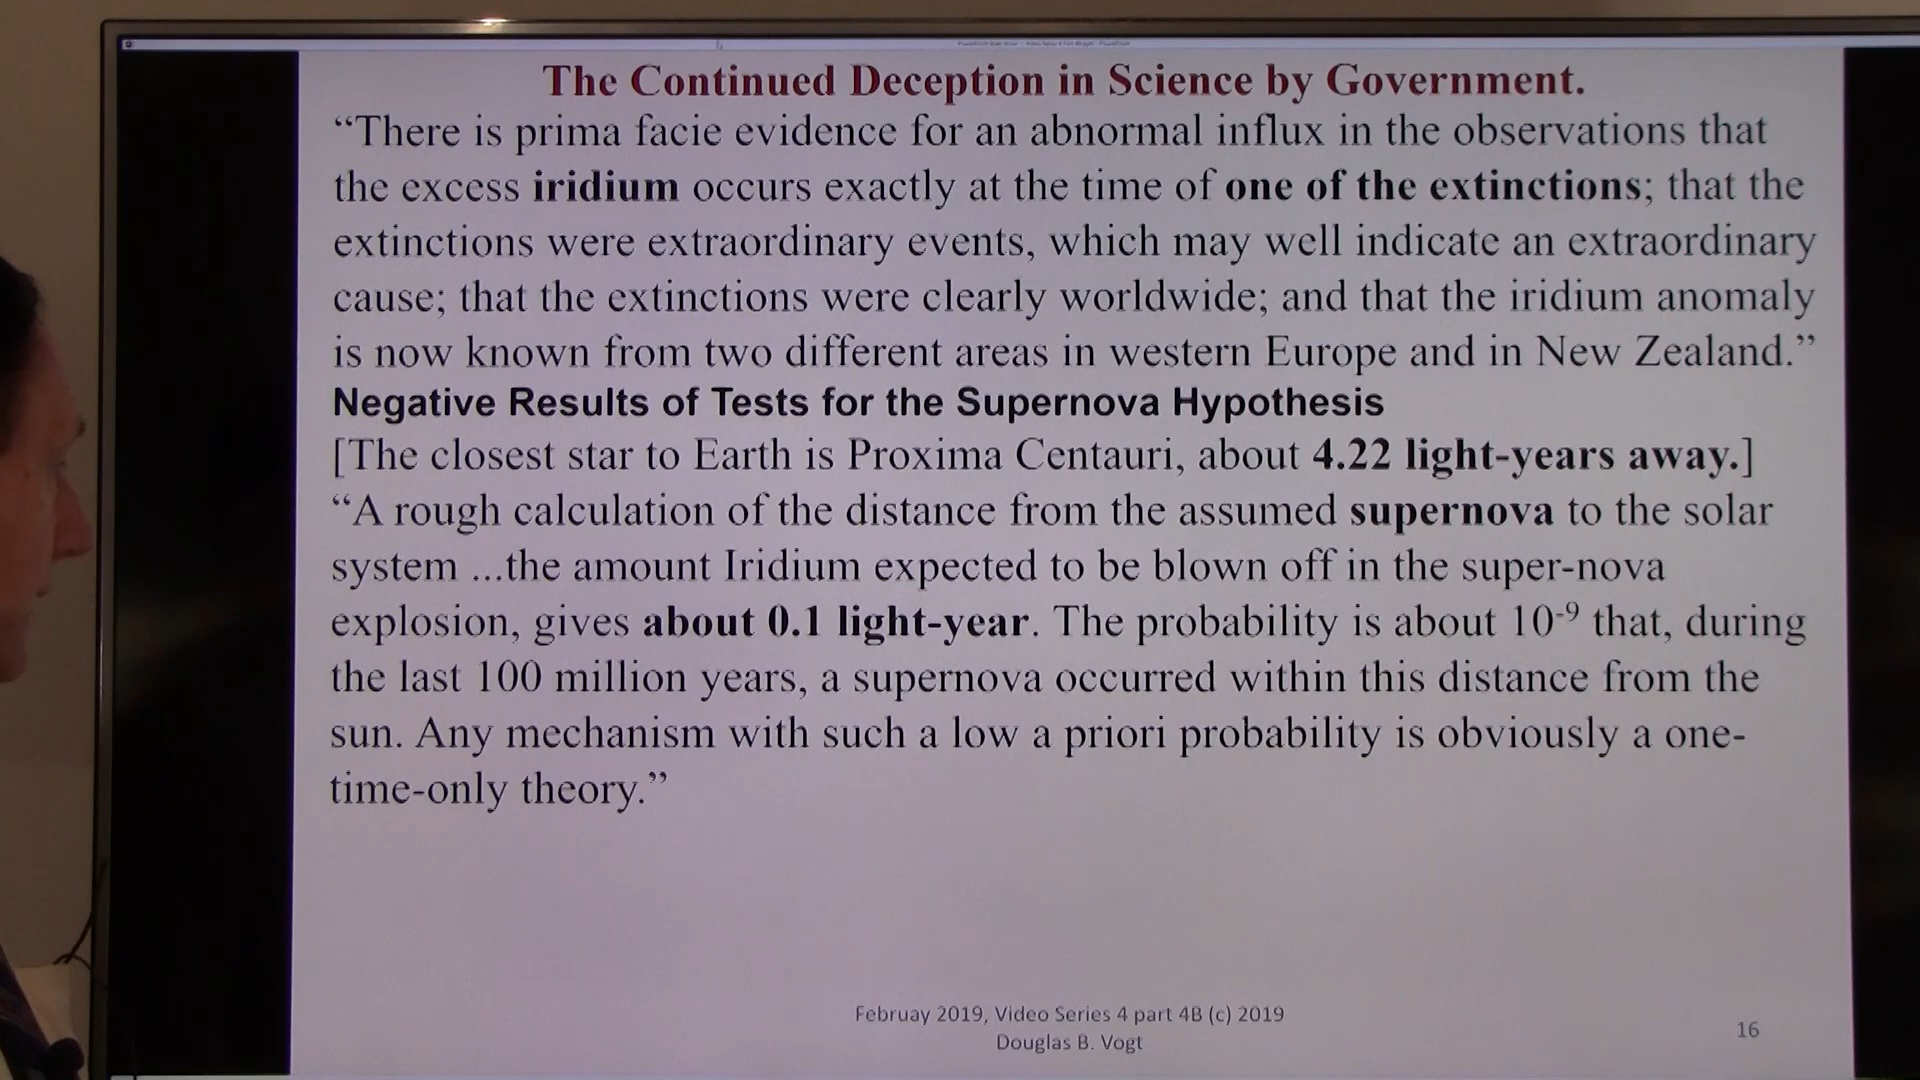 The Continued Deception in Science by Government.
“There is prima facie evidence for an abnormal influx in the observations that
the excess iridium occurs exactly at the time of one of the extinctions; that the
extinctions were extraordinary events, which may well indicate an extraordinary
cause; that the extinctions were clearly worldwide; and that the iridium anomaly
is now known from two different areas in western Europe and in New Zealand.”
Negative Results of Tests for the Supernova Hypothesis
[The closest star to Earth is Proxima Centauri, about 4.22 light-years away.]
“A rough calculation of the distance from the assumed supernova to the solar
system ...the amount Iridium expected to be blown off in the super-nova
explosion, gives about 0.1 light-year. The probability is about 10⁻⁹ that, during
the last 100 million years, a supernova occurred within this distance from the
sun. Any mechanism with such a low a priori probability is obviously a one-
time-only theory.”
Februay 2019, Video Series 4 part 4B (c) 2019
Douglas B. Vogt
16